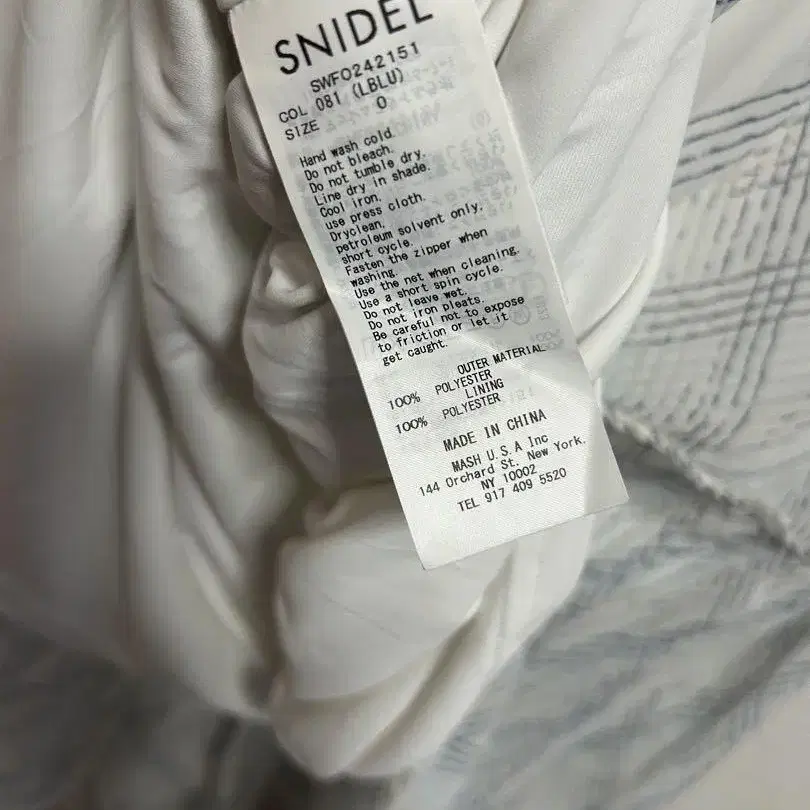 SNIDEL
SWFO242151
COL 081 (LBLU)
SIZE 0
Hand wash cold.
Do not bleach.
Do not tumble dry.
Line dry in shade.
Cool iron.
use press cloth.
Dryclean.
petroleum solvent only.
short cycle.
Fasten the zipper when
washing.
Use the net when cleaning.
Use a short spin cycle.
Do not leave wet.
Do not iron pleats.
Be careful not to expose
to friction or let it
get caught.
OUTER MATERIAL
100% POLYESTER
LINING
100% POLYESTER
MADE IN CHINA
MASH U.S.A Inc
144 Orchard St. New York.
NY 10002
TEL 917 409 5520